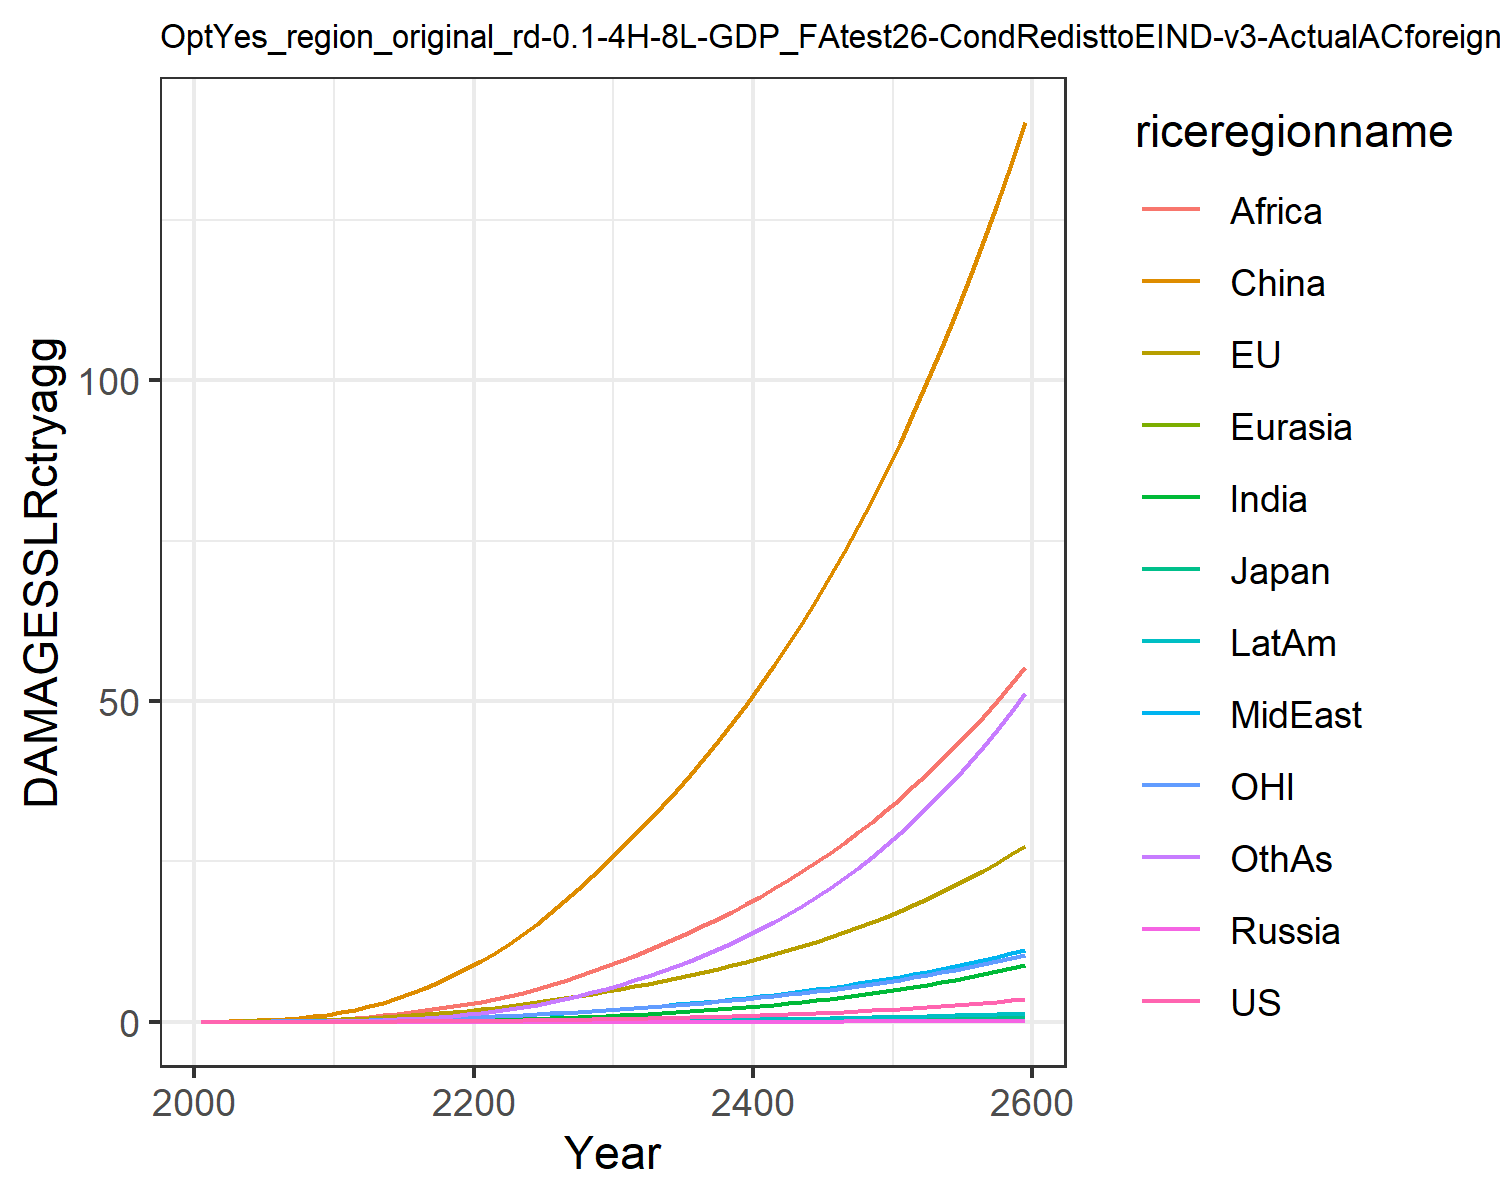 OptYes_region_original_rd-0.1-4H-8L-GDP_FAtest26-CondRedisttoEIND-v3-ActualACforeign
riceregionname
Africa
China
EU
Eurasia
India
Japan
LatAm
MidEast
OHI
OthAs
Russia
US
DAMAGESSLRctryagg
100
50
0
2000
2200
2400
2600
Year